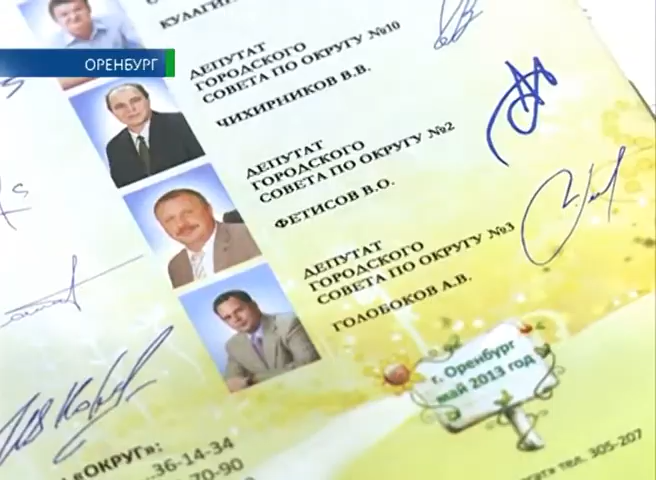 ОРЕНБУРГ
КУЛАГИ
ДЕПУТАТ
ГОРОДСКОГО
СОВЕТА ПО ОКРУГУ №10
ЧИХИРНИКОВ В.В.
ДЕПУТАТ
ГОРОДСКОГО
СОВЕТА ПО ОКРУГУ №2
ФЕТИСОВ В.О.
ДЕПУТАТ
ГОРОДСКОГО
СОВЕТА ПО ОКРУГУ №3
ГОЛОБОКОВ А.В.
г. Оренбург
май 2013 год
"ОКРУГ":
...36-14-34
-70-90
тел. 305-207